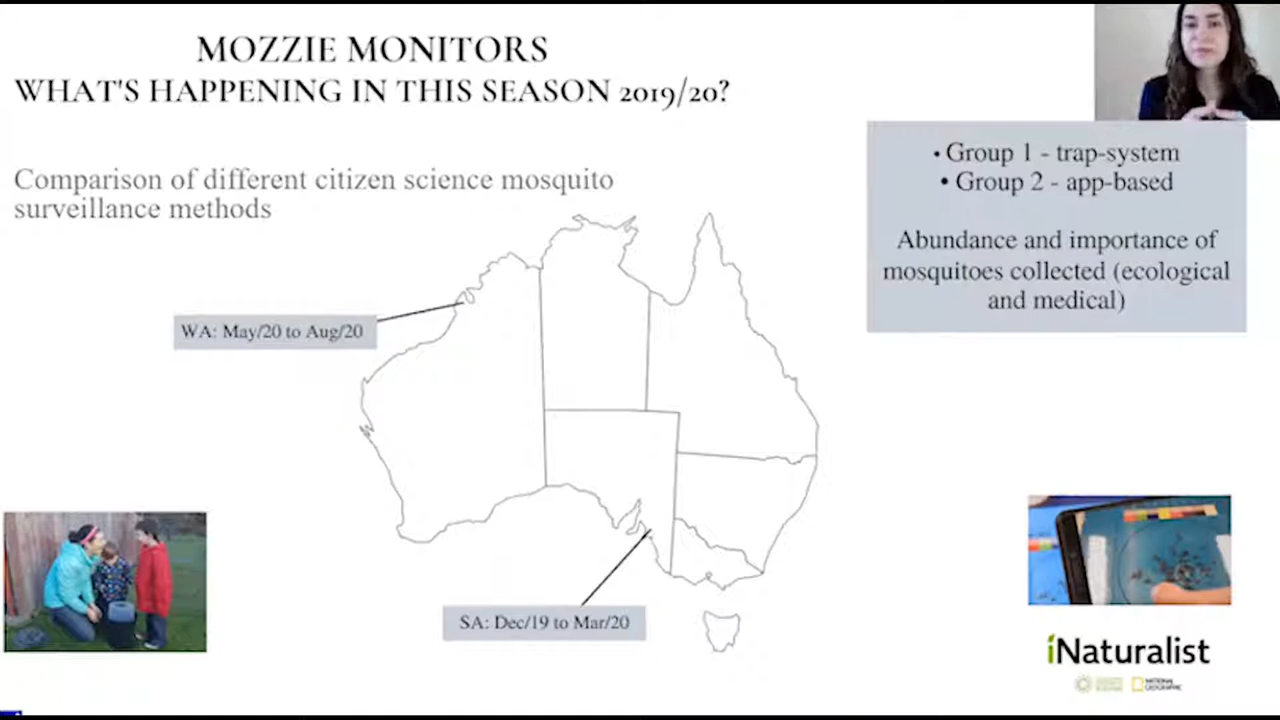 MOZZIE MONITORS
WHAT'S HAPPENING IN THIS SEASON 2019/20?
Comparison of different citizen science mosquito
surveillance methods
• Group 1 - trap-system
• Group 2 - app-based
Abundance and importance of
mosquitoes collected (ecological
and medical)
WA: May/20 to Aug/20
SA: Dec/19 to Mar/20
iNaturalist
NATIONAL
GEOGRAPHIC